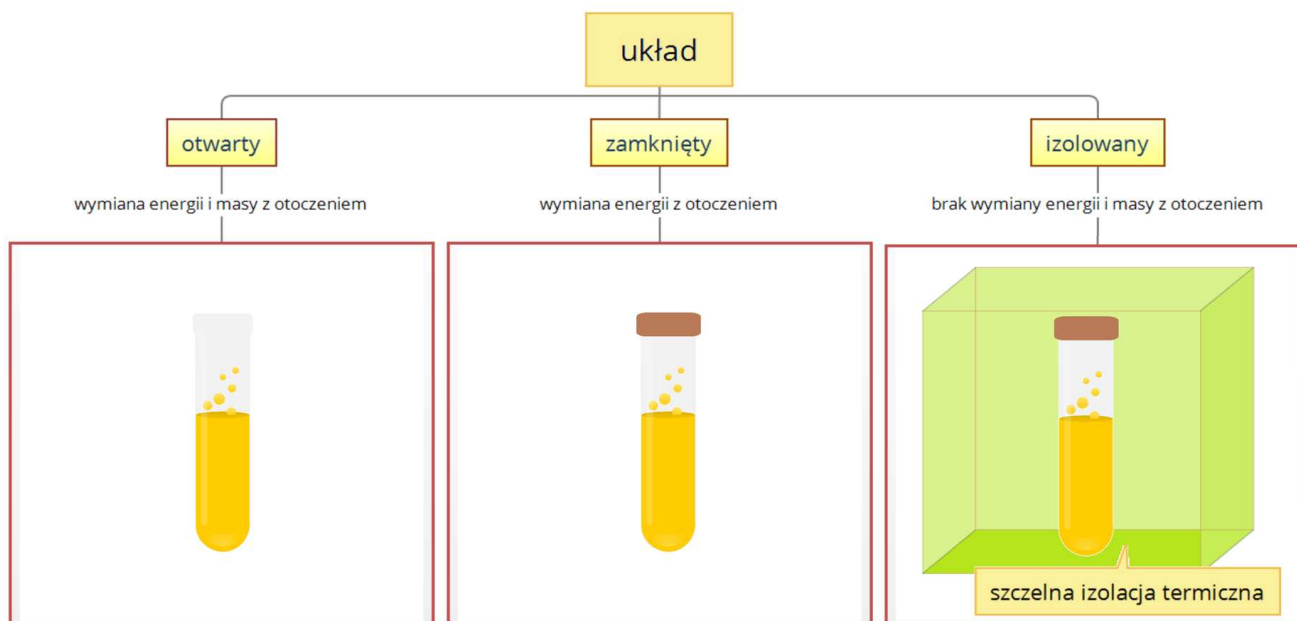 układ
otwarty
zamknięty
izolowany
wymiana energii i masy z otoczeniem
wymiana energii z otoczeniem
brak wymiany energii i masy z otoczeniem
szczelna izolacja termiczna